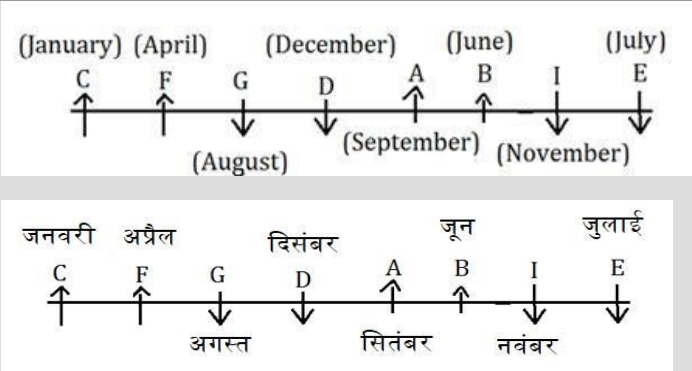 (January) (April) (December) (June) (July)
C F G D A B I E
(August) (September) (November)
जनवरी अप्रैल दिसंबर जून जुलाई
C F G D A B I E
अगस्त सितंबर नवंबर